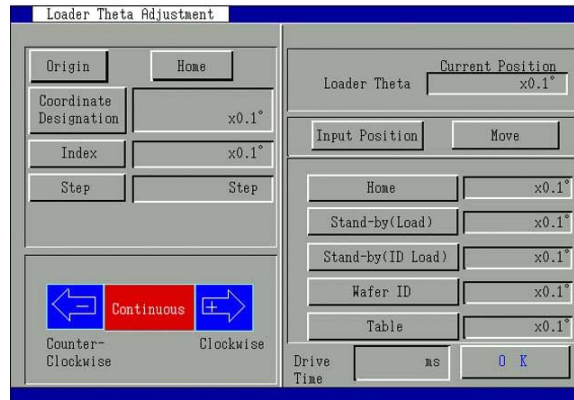 Loader Theta Adjustment
Origin
Home
Coordinate
Designation
x0.1°
Index
x0.1°
Step
Step
Continuous
Counter-
Clockwise
Clockwise
Current Position
Loader Theta
x0.1°
Input Position
Move
Home
x0.1°
Stand-by(Load)
x0.1°
Stand-by(ID Load)
x0.1°
Wafer ID
x0.1°
Table
x0.1°
Drive
Time
ms
O K